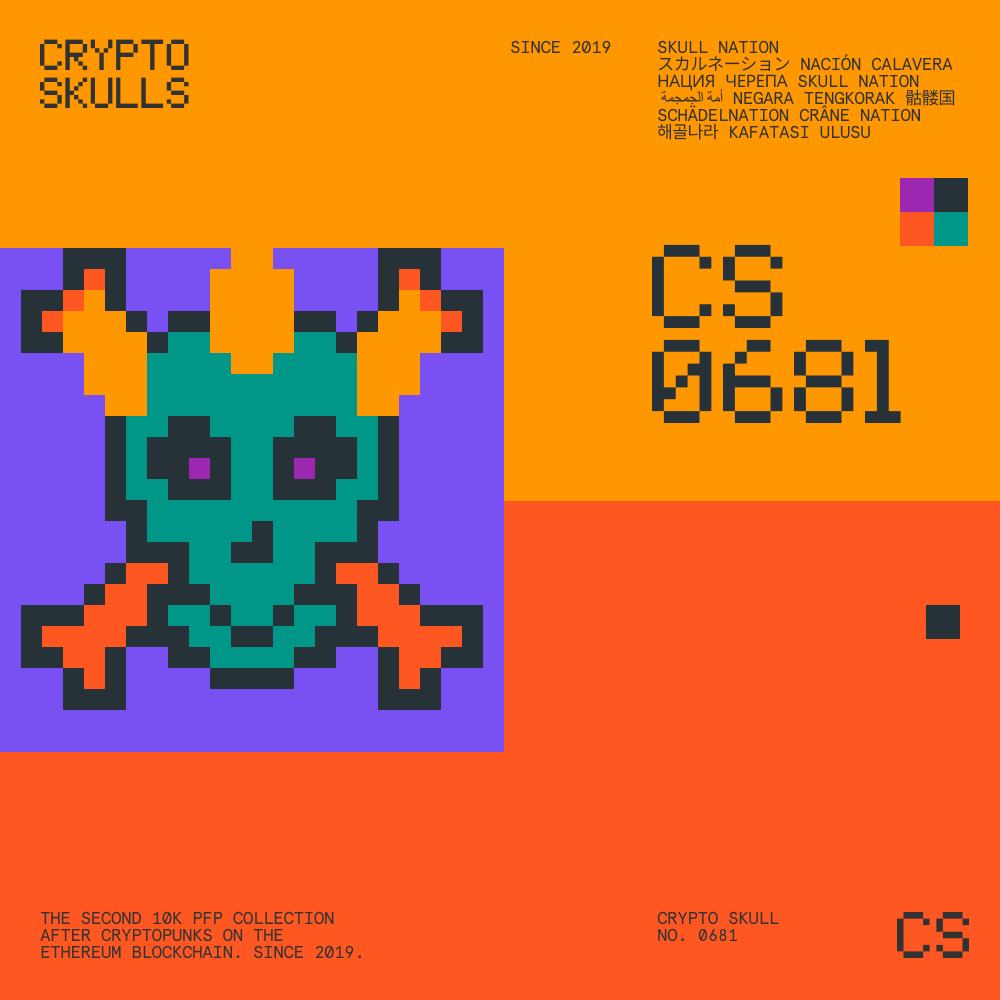 CRYPTO
SKULLS
SINCE 2019
SKULL NATION
スカルネーション NACIÓN CALAVERA
НАЦИЯ ЧЕРЕПА SKULL NATION
أمة الجمجمة NEGARA TENGKORAK 骷髅国
SCHÄDELNATION CRÂNE NATION
해골나라 KAFATASI ULUSU
CS
0681
THE SECOND 10K PFP COLLECTION
AFTER CRYPTOPUNKS ON THE
ETHEREUM BLOCKCHAIN. SINCE 2019.
CRYPTO SKULL
NO. 0681
CS